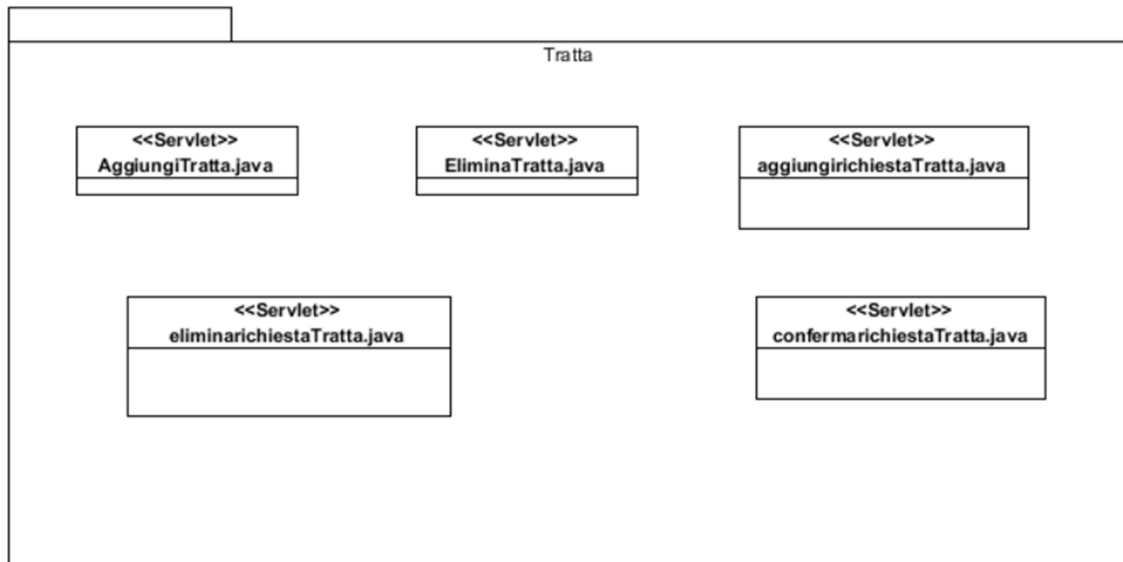 Tratta
<<Servlet>>
AggiungiTratta.java
<<Servlet>>
EliminaTratta.java
<<Servlet>>
aggiungirichiestaTratta.java
<<Servlet>>
eliminarichiestaTratta.java
<<Servlet>>
confermarichiestaTratta.java